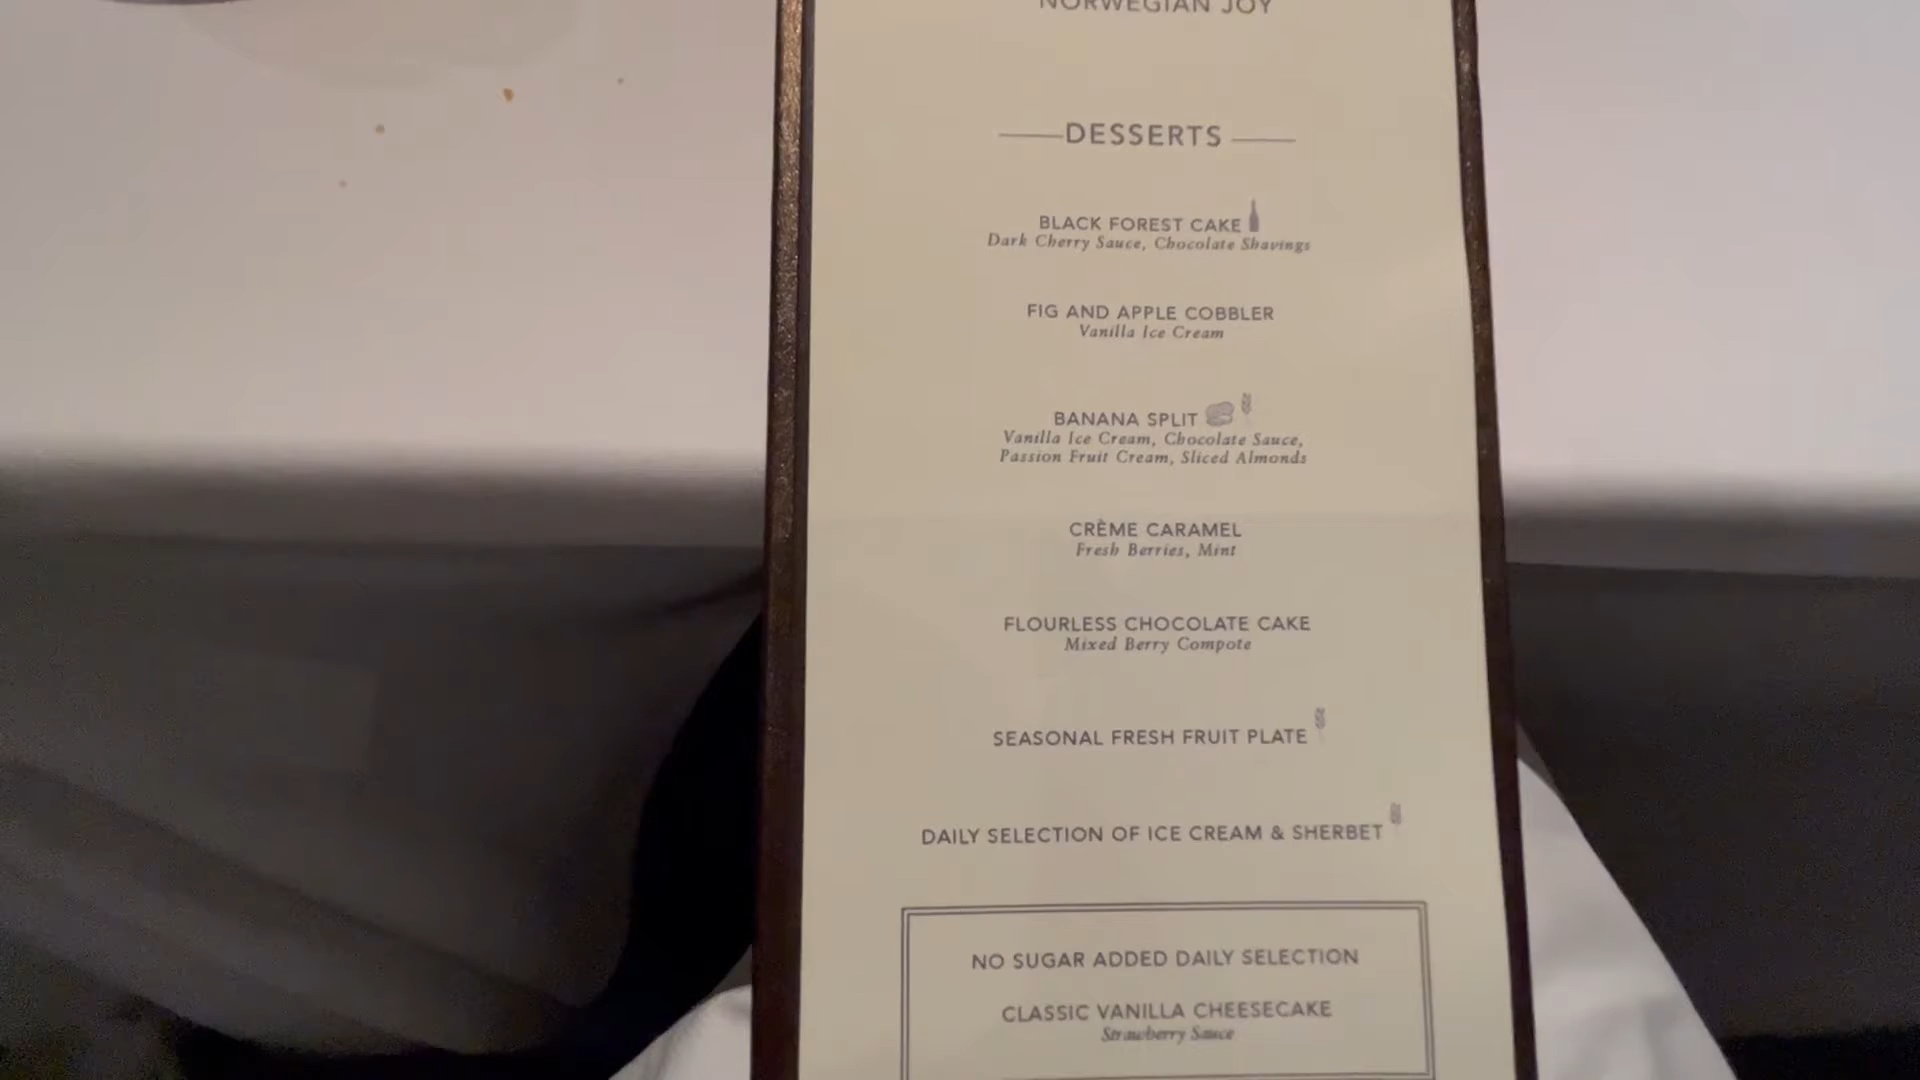 NORWEGIAN JOY
DESSERTS
BLACK FOREST CAKE
Dark Cherry Sauce, Chocolate Shavings
FIG AND APPLE COBBLER
Vanilla Ice Cream
BANANA SPLIT
Vanilla Ice Cream, Chocolate Sauce,
Passion Fruit Cream, Sliced Almonds
CRÈME CARAMEL
Fresh Berries, Mint
FLOURLESS CHOCOLATE CAKE
Mixed Berry Compote
SEASONAL FRESH FRUIT PLATE
DAILY SELECTION OF ICE CREAM & SHERBET
NO SUGAR ADDED DAILY SELECTION
CLASSIC VANILLA CHEESECAKE
Strawberry Sauce